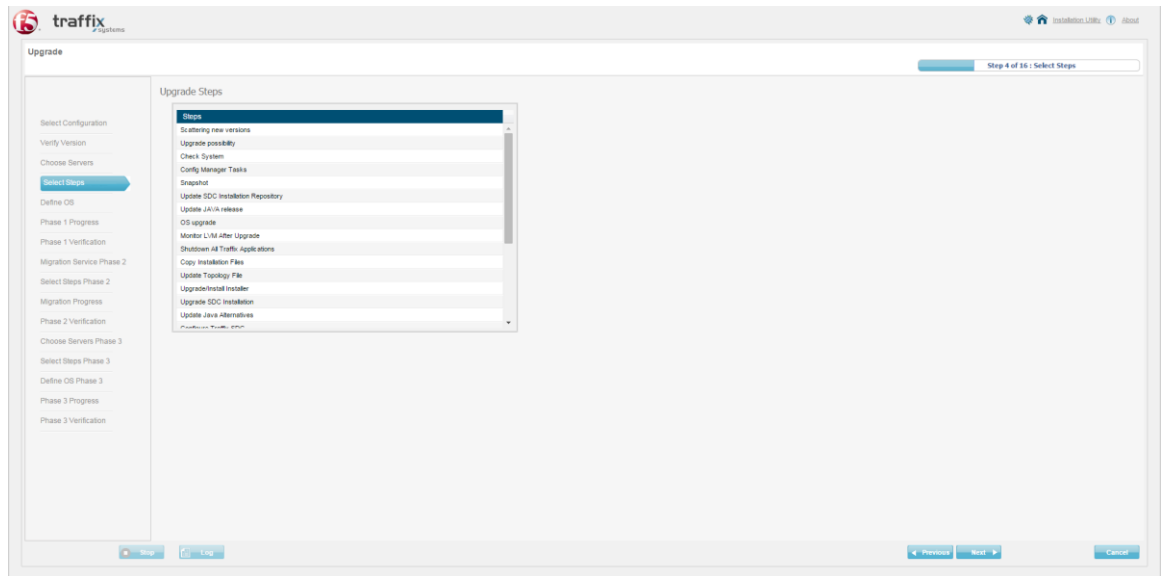 f5 traffix systems
Installation Utility
About
Upgrade
Step 4 of 16 : Select Steps
Upgrade Steps
Select Configuration
Verify Version
Choose Servers
Select Steps
Define OS
Phase 1 Progress
Phase 1 Verification
Migration Service Phase 2
Select Steps Phase 2
Migration Progress
Phase 2 Verification
Choose Servers Phase 3
Select Steps Phase 3
Define OS Phase 3
Phase 3 Progress
Phase 3 Verification
Steps
Scattering new versions
Upgrade possibility
Check System
Config Manager Tasks
Snapshot
Update SDC Installation Repository
Update JAVA release
OS upgrade
Monitor LVM After Upgrade
Shutdown All Traffix Applications
Copy Installation Files
Update Topology File
Upgrade/Install Installer
Upgrade SDC Installation
Update Java Alternatives
Configure Traffix SDC
Stop
Log
Previous
Next
Cancel